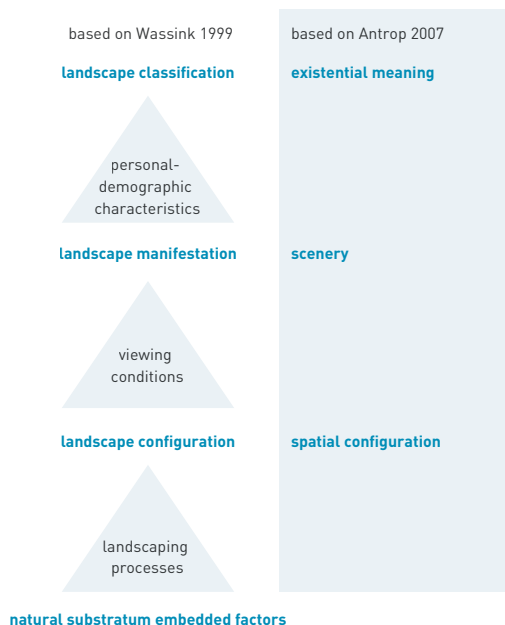 based on Wassink 1999
based on Antrop 2007
landscape classification
existential meaning
personal-
demographic
characteristics
landscape manifestation
scenery
viewing
conditions
landscape configuration
spatial configuration
landscaping
processes
natural substratum embedded factors